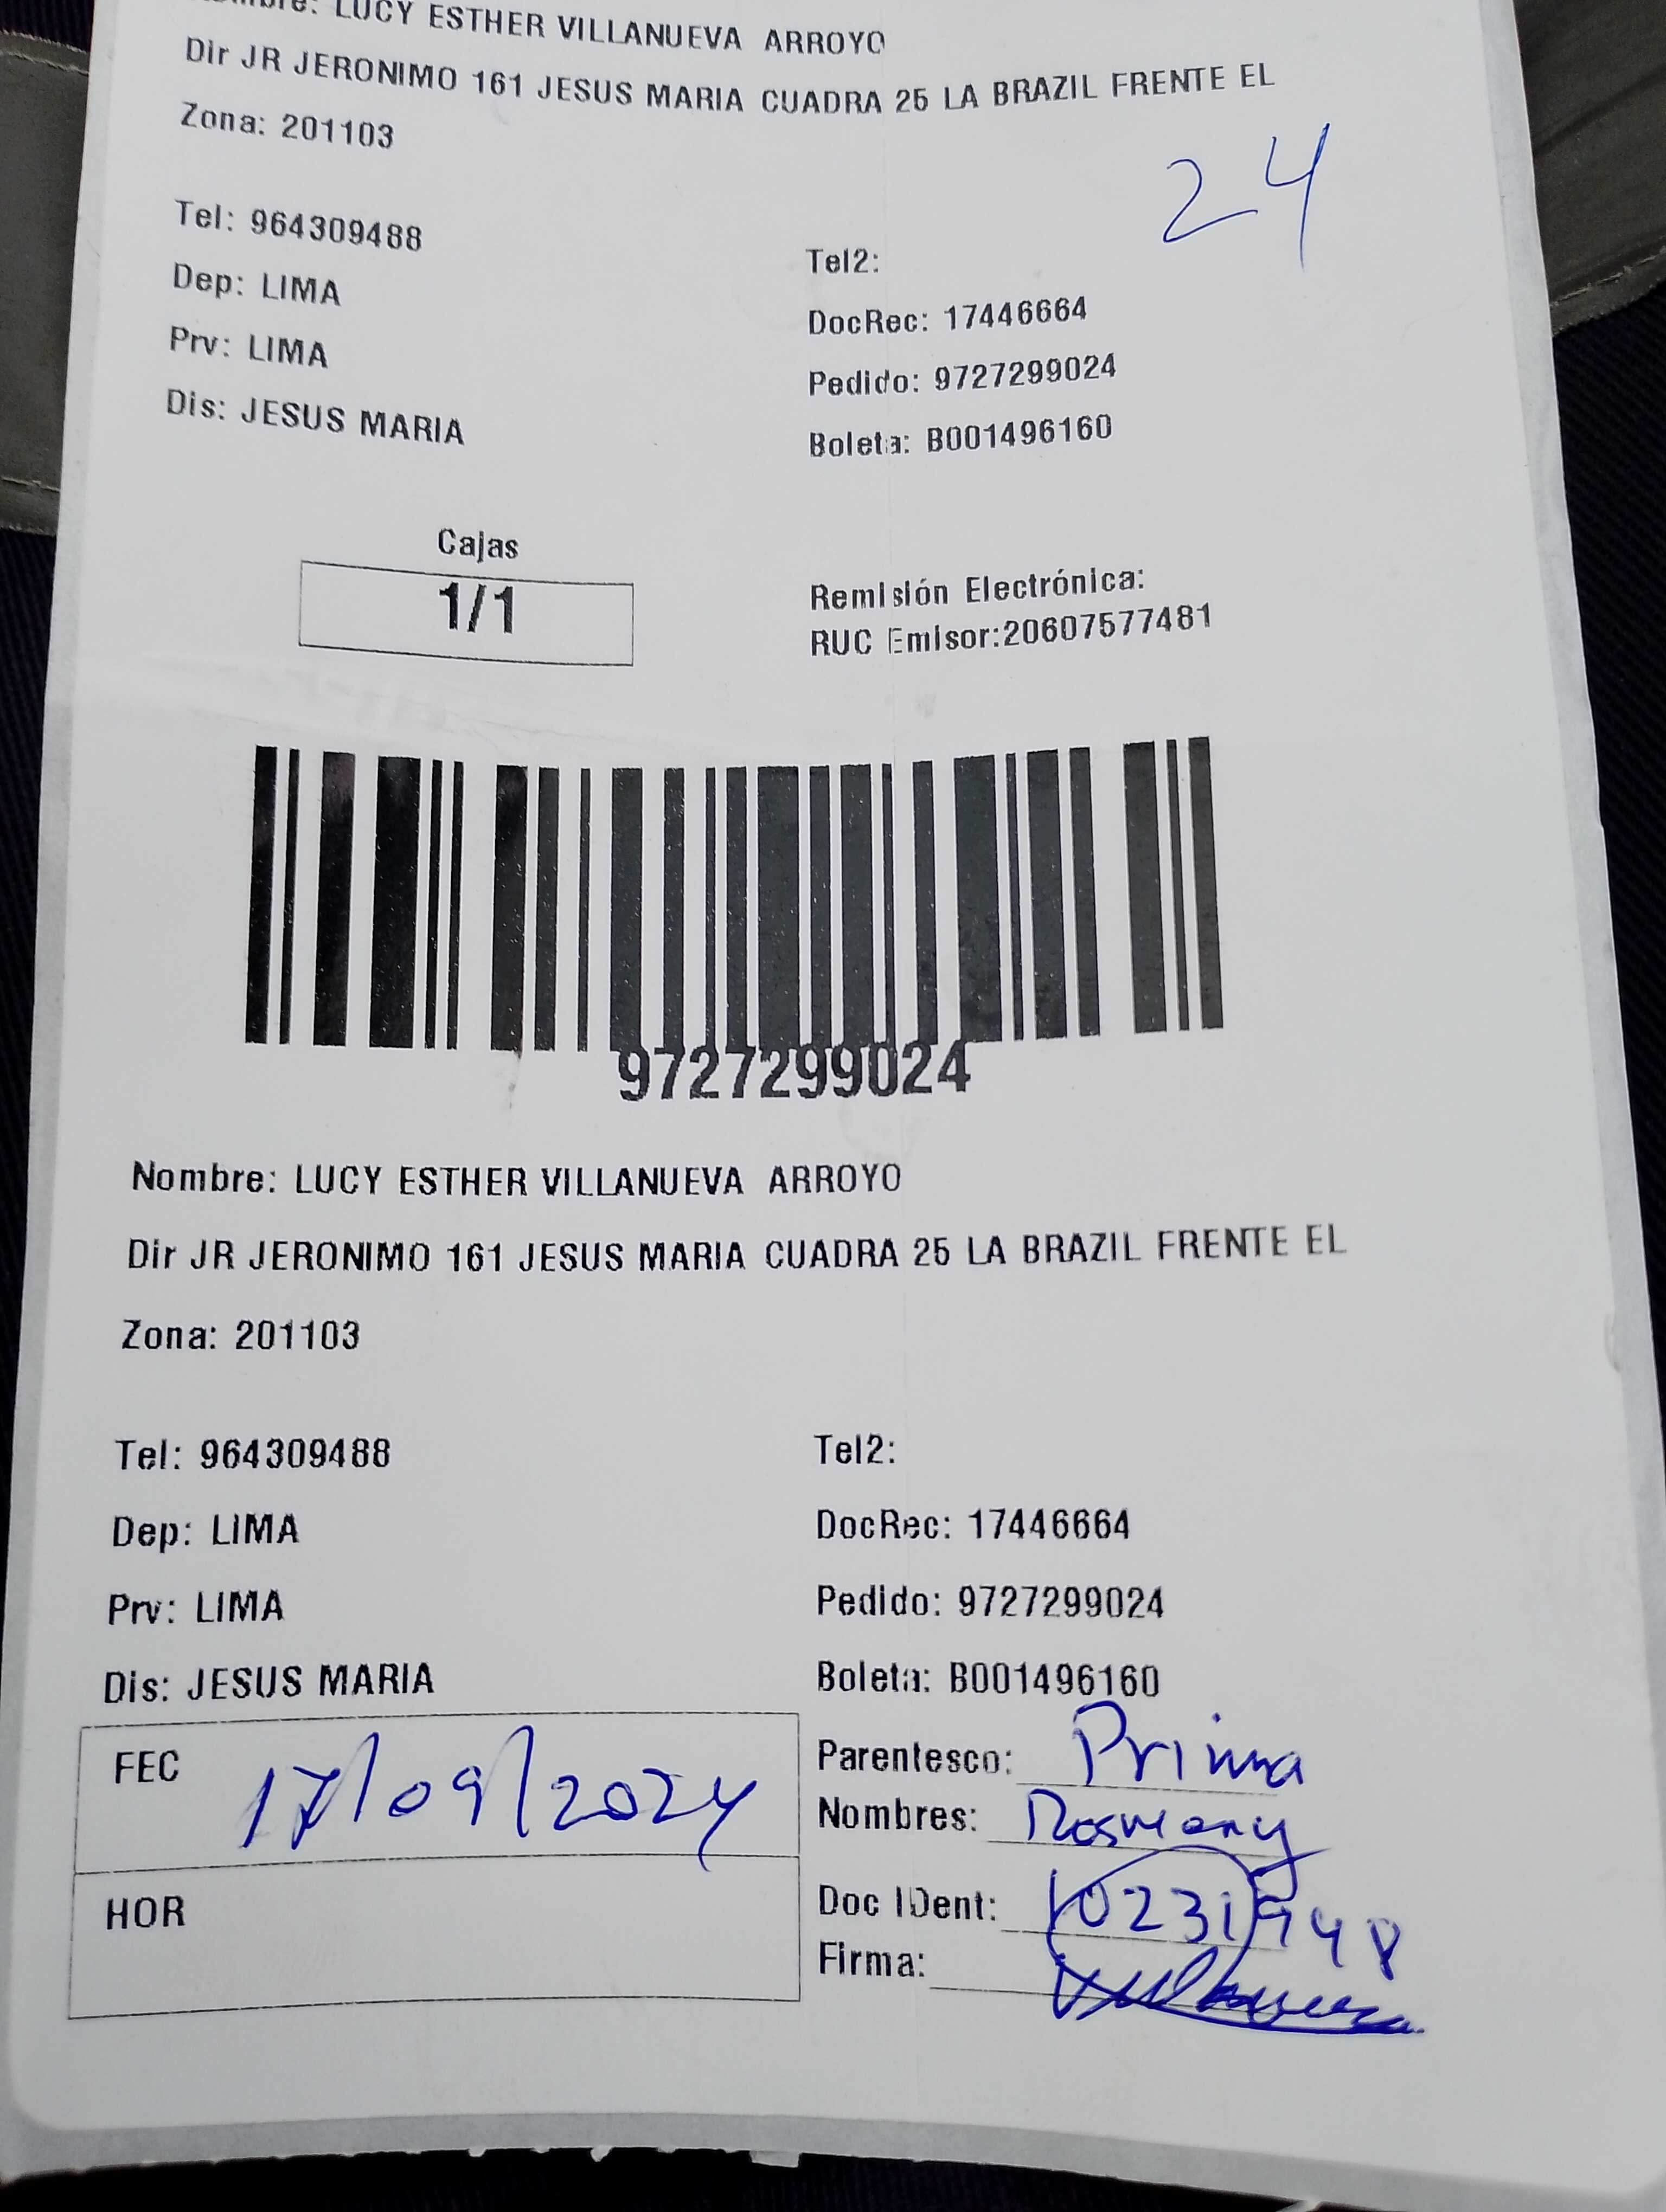 Nombre: LUCY ESTHER VILLANUEVA ARROYO
Dir JR JERONIMO 161 JESUS MARIA CUADRA 25 LA BRAZIL FRENTE EL
Zona: 201103
24
Tel: 964309488
Tel2:
Dep: LIMA
DocRec: 17446664
Prv: LIMA
Pedido: 9727299024
Dis: JESUS MARIA
Boleta: B001496160
Cajas
1/1
Remisión Electrónica:
RUC Emisor:20607577481
9727299024
Nombre: LUCY ESTHER VILLANUEVA ARROYO
Dir JR JERONIMO 161 JESUS MARIA CUADRA 25 LA BRAZIL FRENTE EL
Zona: 201103
Tel: 964309488
Tel2:
Dep: LIMA
DocRec: 17446664
Prv: LIMA
Pedido: 9727299024
Dis: JESUS MARIA
Boleta: B001496160
FEC 17/09/2024
Parentesco: Prima
Nombres: Rosmery
HOR
Doc IDent:
Firma: